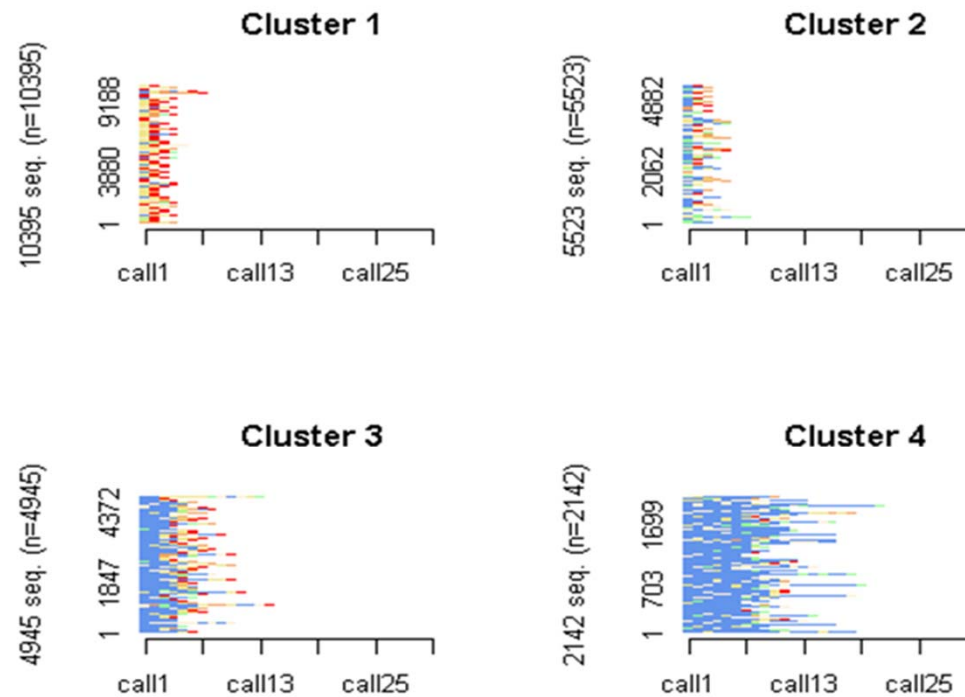 Cluster 1
10395 seq. (n=10395)
1 3880 9188
call1 call13 call25
Cluster 2
5523 seq. (n=5523)
1 2062 4882
call1 call13 call25
Cluster 3
4945 seq. (n=4945)
1 1847 4372
call1 call13 call25
Cluster 4
2142 seq. (n=2142)
1 703 1699
call1 call13 call25